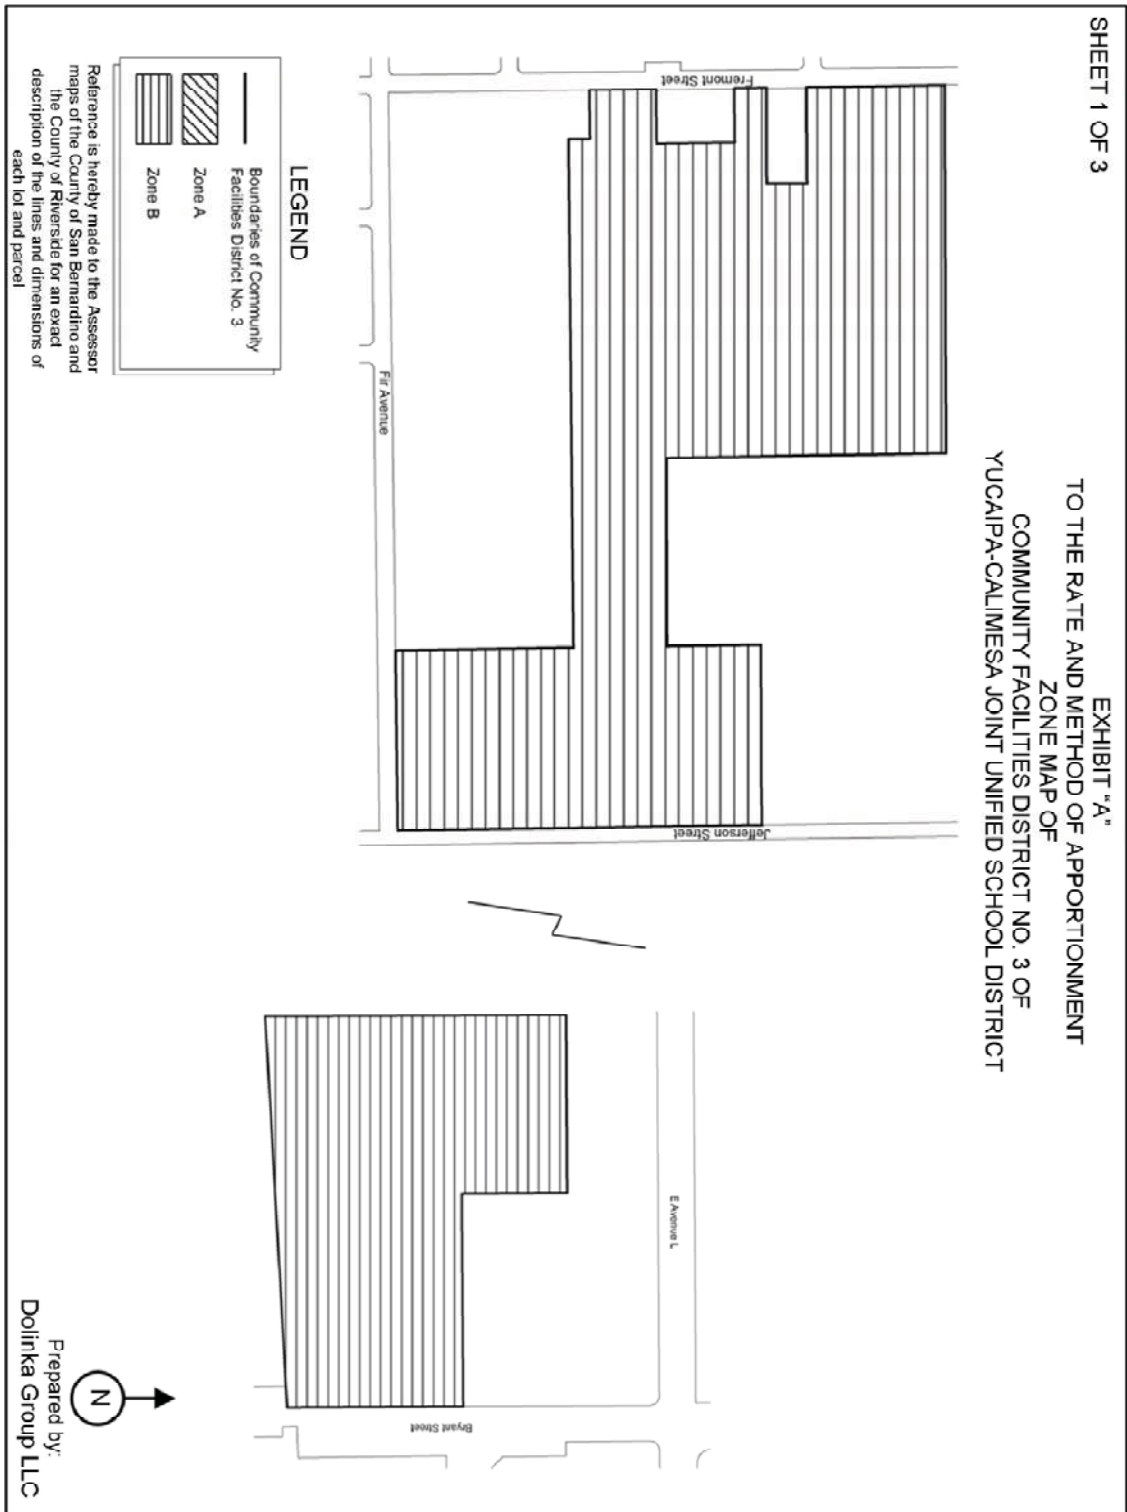 SHEET 1 OF 3
EXHIBIT "A"
TO THE RATE AND METHOD OF APPORTIONMENT
ZONE MAP OF
COMMUNITY FACILITIES DISTRICT NO. 3 OF
YUCAIPA-CALIMESA JOINT UNIFIED SCHOOL DISTRICT
Fremont Street
Jefferson Street
Fir Avenue
E Avenue L
Bryant Street
LEGEND
Boundaries of Community
Facilities District No. 3
Zone A
Zone B
Reference is hereby made to the Assessor
maps of the County of San Bernardino and
the County of Riverside for an exact
description of the lines and dimensions of
each lot and parcel
N
Prepared by:
Dolinka Group LLC